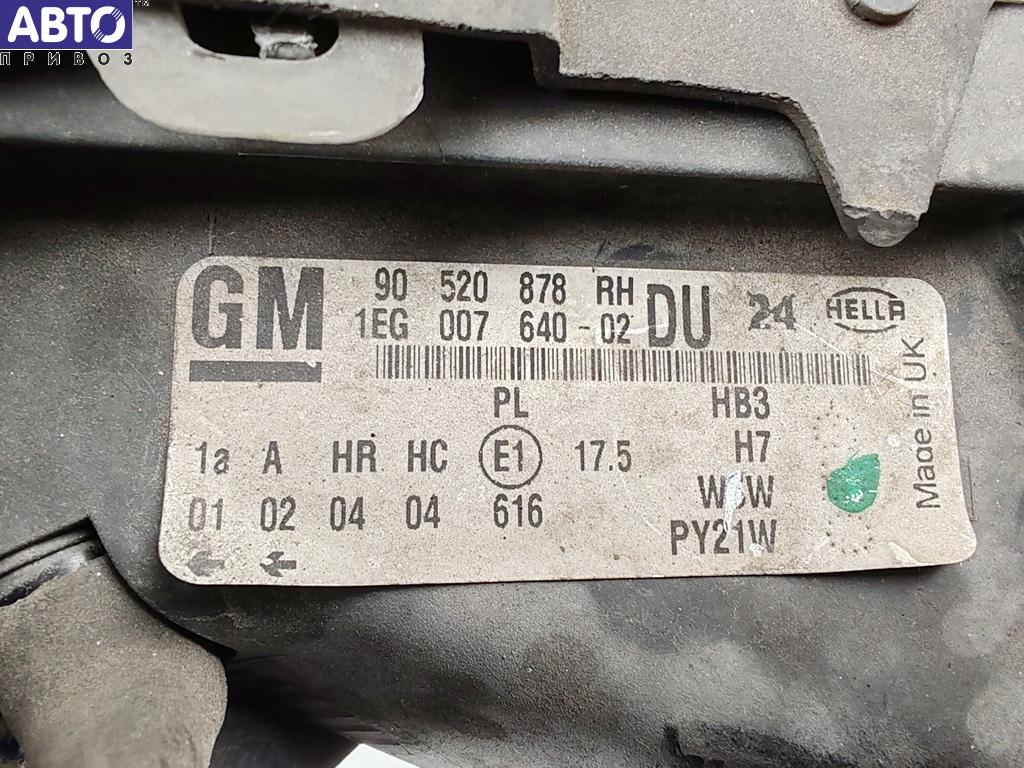 АВТО™
ПРИВОЗ
GM 90 520 878 RH DU 24 HELLA
1EG 007 640-02
Made in UK
PL HB3
1a A HR HC E1 17.5 H7
01 02 04 04 616
PY21W